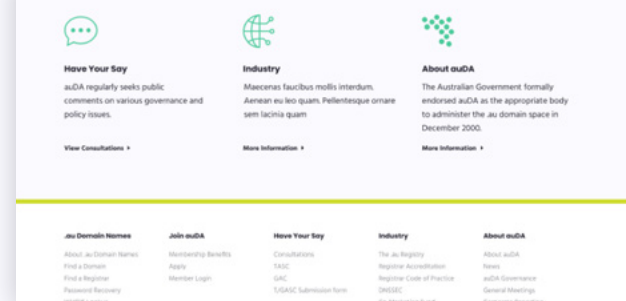 Have Your Say
auDA regularly seeks public
comments on various governance and
policy issues.
View Consultations
Industry
Maecenas faucibus mollis interdum.
Aenean eu leo quam. Pellentesque ornare
sem lacinia quam
More Information
About auDA
The Australian Government formally
endorsed auDA as the appropriate body
to administer the .au domain space in
December 2000.
More Information
.au Domain Names
About .au Domain Names
Find a Domain
Find a Registrar
Password Recovery
Join auDA
Membership Benefits
Apply
Member Login
Have Your Say
Consultations
TASC
GAC
T/GASC Submission form
Industry
The .au Registry
Registrar Accreditation
Registrar Code of Practice
DNSSEC
About auDA
About auDA
News
auDA Governance
General Meetings